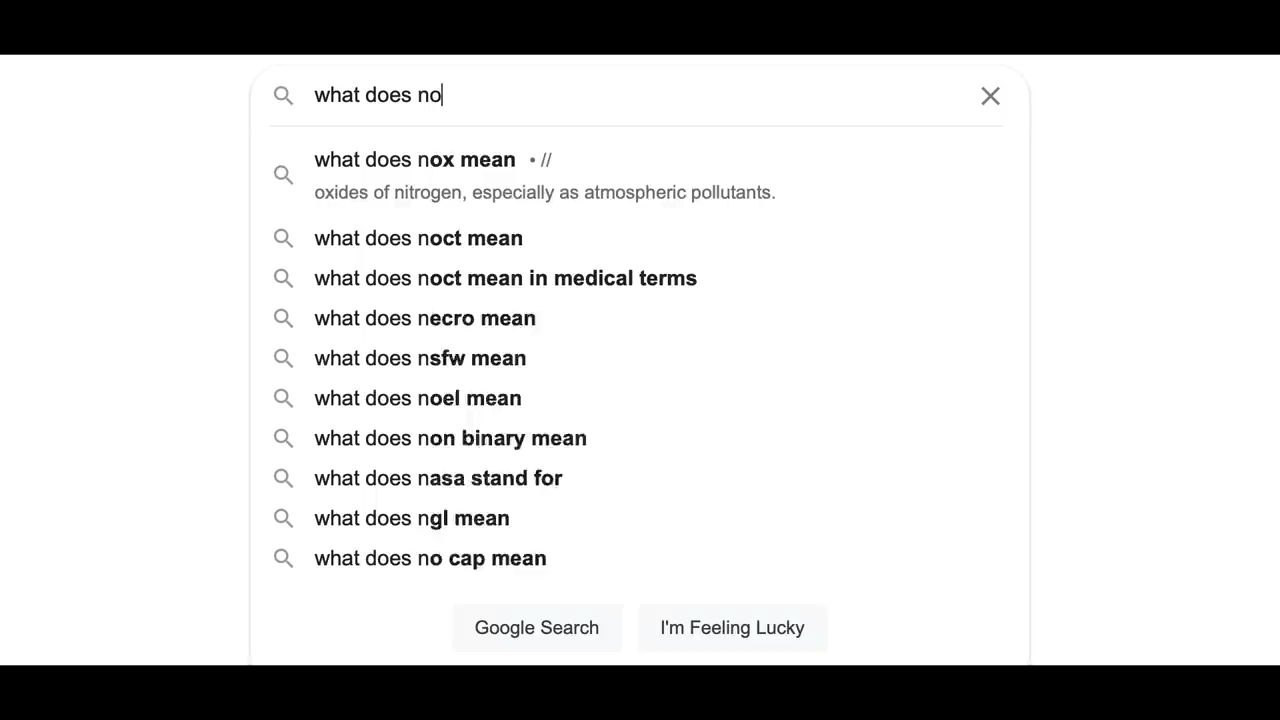 what does no
what does nox mean • //
oxides of nitrogen, especially as atmospheric pollutants.
what does noct mean
what does noct mean in medical terms
what does necro mean
what does nsfw mean
what does noel mean
what does non binary mean
what does nasa stand for
what does ngl mean
what does no cap mean
Google Search I'm Feeling Lucky